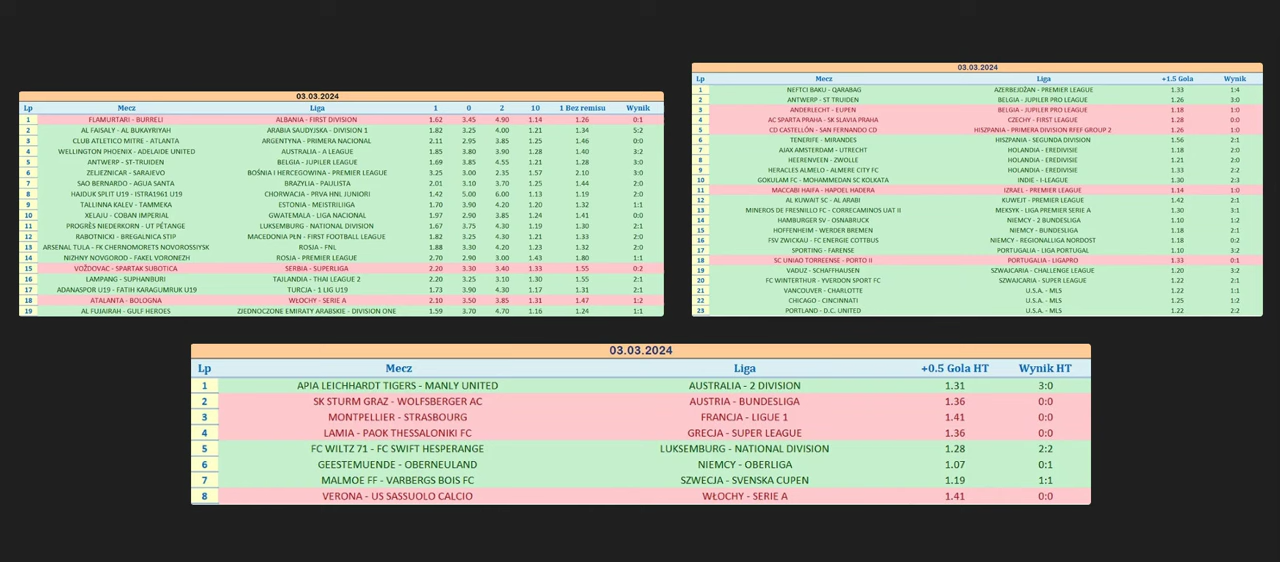 03.03.2024
Lp Mecz Liga 1 0 2 10 1 Bez remisu Wynik
1 FLAMURTARI - BURRELI ALBANIA - FIRST DIVISION 1.62 3.45 4.90 1.14 1.26 0:1
2 AL FAISALY - AL BUKAYRIYAH ARABIA SAUDYJSKA - DIVISION 1 1.82 3.25 4.00 1.21 1.34 5:2
3 CLUB ATLETICO MITRE - ATLANTA ARGENTYNA - PRIMERA NACIONAL 2.11 2.95 3.85 1.25 1.46 0:0
4 WELLINGTON PHOENIX - ADELAIDE UNITED AUSTRALIA - A LEAGUE 1.85 3.80 3.90 1.28 1.40 3:2
5 ANTWERP - ST-TRUIDEN BELGIA - JUPILER LEAGUE 1.69 3.85 4.55 1.21 1.28 3:0
6 ZELJEZNICAR - SARAJEVO BOŚNIA I HERCEGOWINA - PREMIER LEAGUE 3.25 3.00 2.35 1.57 2.10 3:0
7 SAO BERNARDO - AGUA SANTA BRAZYLIA - PAULISTA 2.01 3.10 3.70 1.25 1.44 2:0
8 HAJDUK SPLIT U19 - ISTRA1961 U19 CHORWACJA - PRVA HNL JUNIORI 1.42 5.00 6.00 1.13 1.19 2:0
9 TALLINNA KALEV - TAMMEKA ESTONIA - MEISTRILIIGA 1.70 3.90 4.20 1.20 1.32 1:1
10 XELAJU - COBAN IMPERIAL GWATEMALA - LIGA NACIONAL 1.97 2.90 3.85 1.24 1.41 0:0
11 PROGRÈS NIEDERKORN - UT PÉTANGE LUKSEMBURG - NATIONAL DIVISION 1.67 3.75 4.30 1.19 1.30 2:1
12 RABOTNICKI - BREGALNICA STIP MACEDONIA PŁN - FIRST FOOTBALL LEAGUE 1.82 3.25 4.30 1.21 1.33 2:0
13 ARSENAL TULA - FK CHERNOMORETS NOVOROSSIYSK ROSJA - FNL 1.88 3.30 4.20 1.23 1.32 2:0
14 NIZHNY NOVGOROD - FAKEL VORONEZH ROSJA - PREMIER LEAGUE 2.70 2.90 3.00 1.43 1.80 1:1
15 VOŽDOVAC - SPARTAK SUBOTICA SERBIA - SUPERLIGA 2.20 3.30 3.40 1.33 1.55 0:2
16 LAMPANG - SUPHANBURI TAJLANDIA - THAI LEAGUE 2 2.20 3.25 3.10 1.30 1.55 2:1
17 ADANASPOR U19 - FATIH KARAGUMRUK U19 TURCJA - 1 LIG U19 1.73 3.90 4.30 1.17 1.31 2:1
18 ATALANTA - BOLOGNA WŁOCHY - SERIE A 2.10 3.50 3.85 1.31 1.47 1:2
19 AL FUJAIRAH - GULF HEROES ZJEDNOCZONE EMIRATY ARABSKIE - DIVISION ONE 1.59 3.70 4.70 1.16 1.24 1:1
03.03.2024
Lp Mecz Liga +1.5 Gola Wynik
1 NEFTCI BAKU - QARABAG AZERBEJDŻAN - PREMIER LEAGUE 1.33 1:4
2 ANTWERP - ST TRUIDEN BELGIA - JUPILER PRO LEAGUE 1.26 3:0
3 ANDERLECHT - EUPEN BELGIA - JUPILER PRO LEAGUE 1.18 1:0
4 AC SPARTA PRAHA - SK SLAVIA PRAHA CZECHY - FIRST LEAGUE 1.28 0:0
5 CD CASTELLÓN - SAN FERNANDO CD HISZPANIA - PRIMERA DIVISION RFEF GROUP 2 1.26 1:0
6 TENERIFE - MIRANDES HISZPANIA - SEGUNDA DIVISION 1.56 2:1
7 AJAX AMSTERDAM - UTRECHT HOLANDIA - EREDIVISIE 1.18 2:0
8 HEERENVEEN - ZWOLLE HOLANDIA - EREDIVISIE 1.21 2:0
9 HERACLES ALMELO - ALMERE CITY FC HOLANDIA - EREDIVISIE 1.33 2:2
10 GOKULAM FC - MOHAMMEDAN SC KOLKATA INDIE - I-LEAGUE 1.30 2:3
11 MACCABI HAIFA - HAPOEL HADERA IZRAEL - PREMIER LEAGUE 1.14 1:0
12 AL KUWAIT SC - AL ARABI KUWEJT - PREMIER LEAGUE 1.42 2:1
13 MINEROS DE FRESNILLO FC - CORRECAMINOS UAT II MEKSYK - LIGA PREMIER SERIE A 1.30 3:1
14 HAMBURGER SV - OSNABRUCK NIEMCY - 2 BUNDESLIGA 1.10 1:2
15 HOFFENHEIM - WERDER BREMEN NIEMCY - BUNDESLIGA 1.18 2:1
16 FSV ZWICKAU - FC ENERGIE COTTBUS NIEMCY - REGIONALLIGA NORDOST 1.18 0:2
17 SPORTING - FARENSE PORTUGALIA - LIGA PORTUGAL 1.10 3:2
18 SC UNIAO TORREENSE - PORTO II PORTUGALIA - LIGAPRO 1.33 0:1
19 VADUZ - SCHAFFHAUSEN SZWAJCARIA - CHALLENGE LEAGUE 1.20 3:2
20 FC WINTERTHUR - YVERDON SPORT FC SZWAJCARIA - SUPER LEAGUE 1.22 2:1
21 VANCOUVER - CHARLOTTE U.S.A. - MLS 1.22 1:1
22 CHICAGO - CINCINNATI U.S.A. - MLS 1.25 1:2
23 PORTLAND - D.C. UNITED U.S.A. - MLS 1.22 2:2
03.03.2024
Lp Mecz Liga +0.5 Gola HT Wynik HT
1 APIA LEICHHARDT TIGERS - MANLY UNITED AUSTRALIA - 2 DIVISION 1.31 3:0
2 SK STURM GRAZ - WOLFSBERGER AC AUSTRIA - BUNDESLIGA 1.36 0:0
3 MONTPELLIER - STRASBOURG FRANCJA - LIGUE 1 1.41 0:0
4 LAMIA - PAOK THESSALONIKI FC GRECJA - SUPER LEAGUE 1.36 0:0
5 FC WILTZ 71 - FC SWIFT HESPERANGE LUKSEMBURG - NATIONAL DIVISION 1.28 2:2
6 GEESTEMUENDE - OBERNEULAND NIEMCY - OBERLIGA 1.07 0:1
7 MALMOE FF - VARBERGS BOIS FC SZWECJA - SVENSKA CUPEN 1.19 1:1
8 VERONA - US SASSUOLO CALCIO WŁOCHY - SERIE A 1.41 0:0